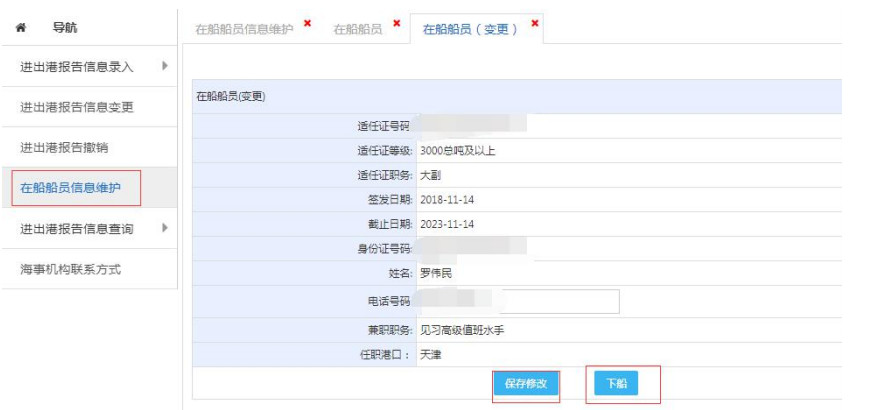 导航
进出港报告信息录入
进出港报告信息变更
进出港报告撤销
在船船员信息维护
进出港报告信息查询
海事机构联系方式
在船船员信息维护 在船船员 在船船员（变更）
在船船员(变更)
适任证号码
适任证等级: 3000总吨及以上
适任证职务: 大副
签发日期: 2018-11-14
截止日期: 2023-11-14
身份证号码:
姓名: 罗伟民
电话号码
兼职职务: 见习高级值班水手
任职港口： 天津
保存修改 下船